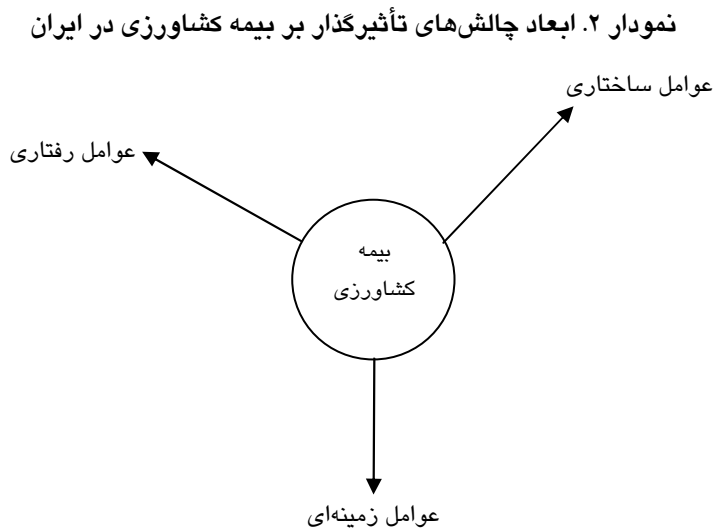 نمودار ۲. ابعاد چالش‌های تأثیرگذار بر بیمه کشاورزی در ایران
عوامل ساختاری
عوامل رفتاری
بیمه
کشاورزی
عوامل زمینه‌ای